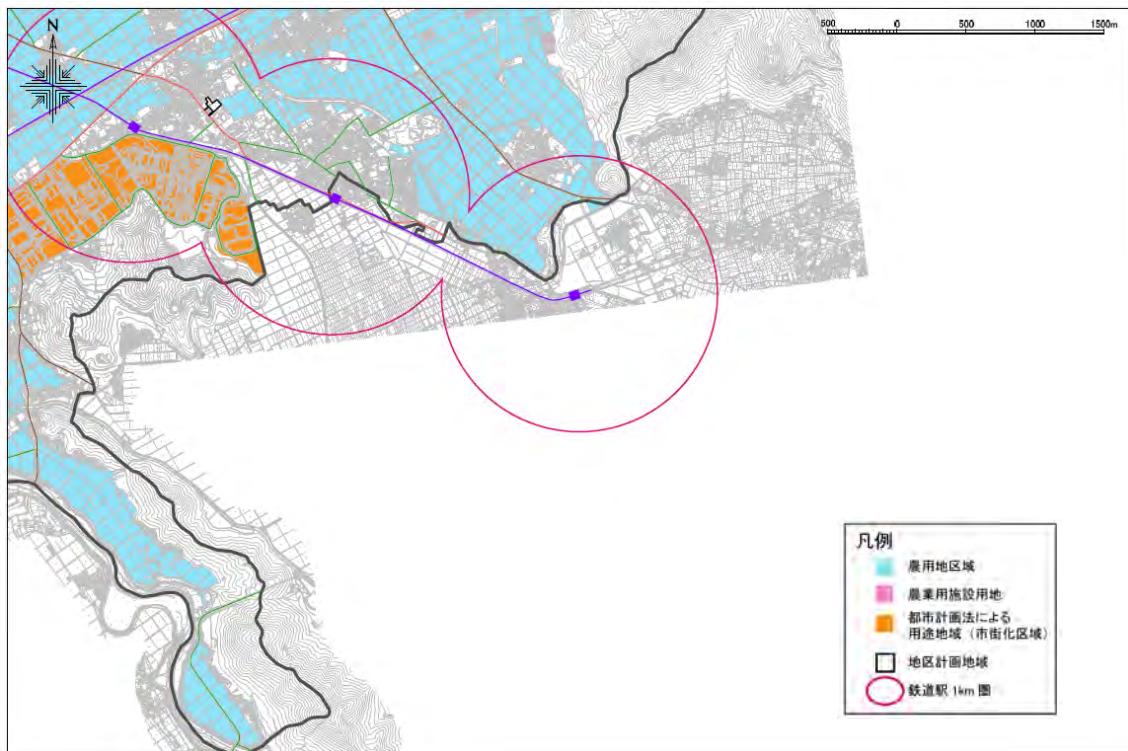 N
500 0 500 1000 1500m
凡例
農用地区域
農業用施設用地
都市計画法による
用途地域（市街化区域）
地区計画地域
鉄道駅 1km 圏